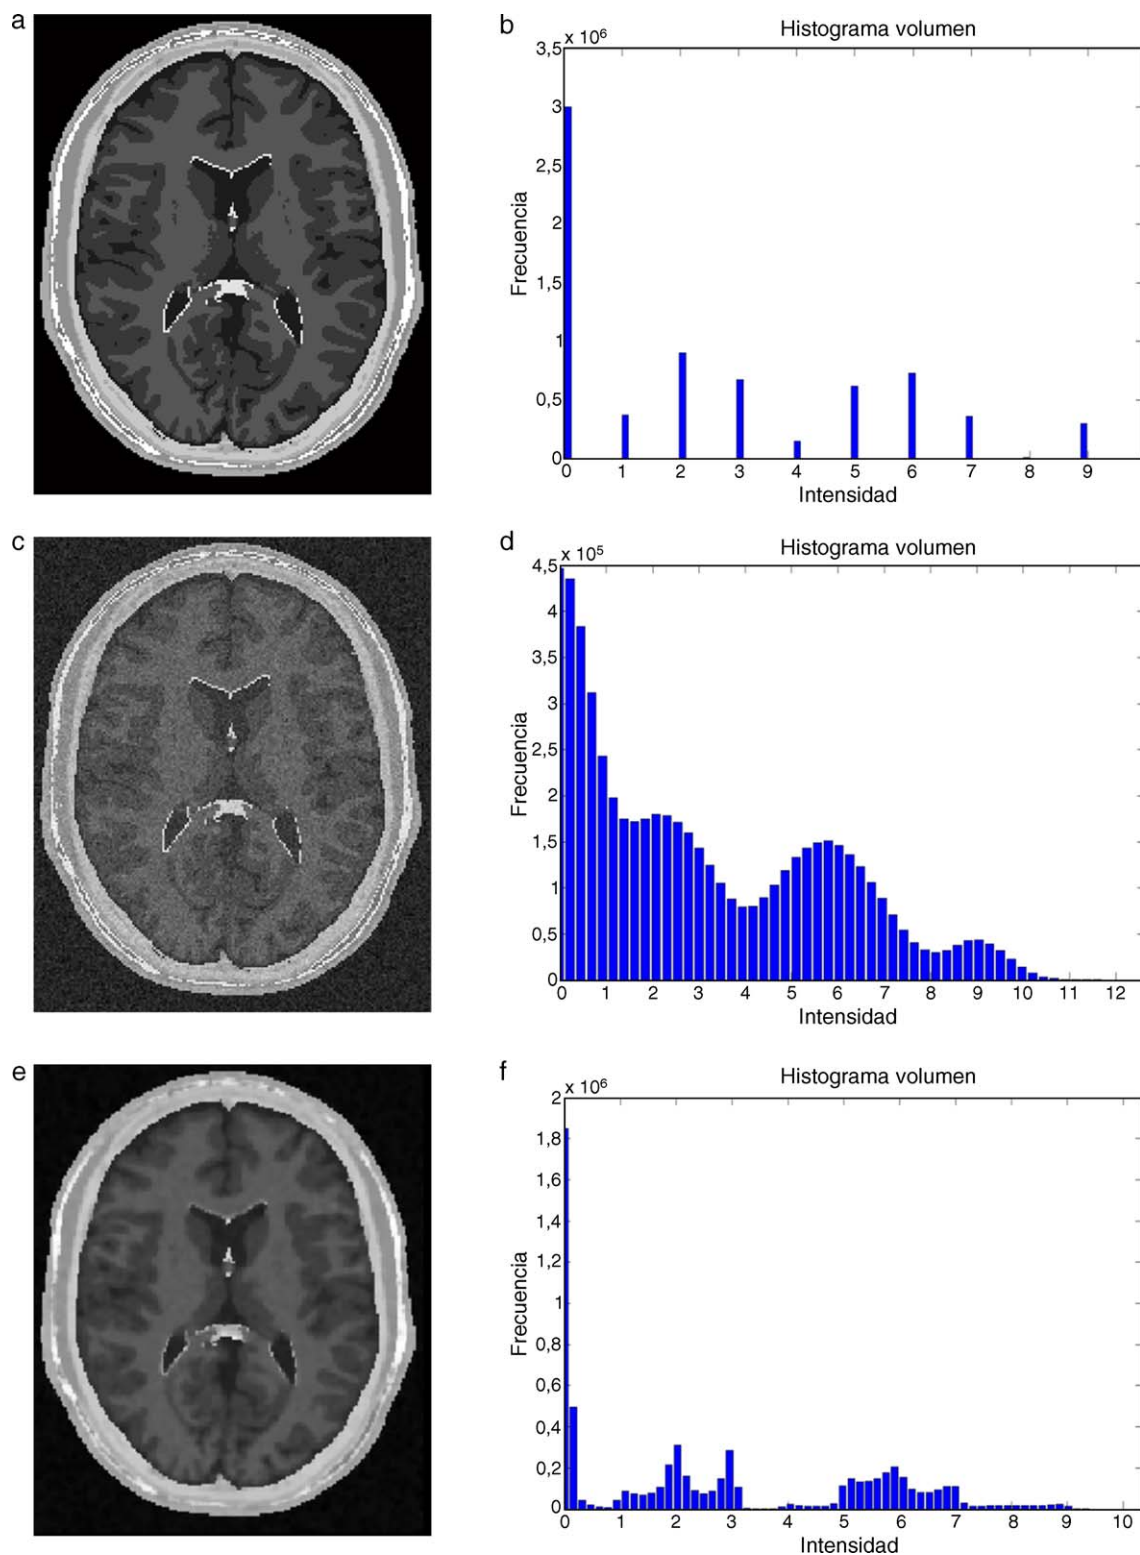 a
b
Histograma volumen
x 10⁶
3,5
3
2,5
2
1,5
1
0,5
0
Frecuencia
0 1 2 3 4 5 6 7 8 9
Intensidad
c
d
Histograma volumen
x 10⁵
4,5
4
3,5
3
2,5
2
1,5
1
0,5
0
Frecuencia
0 1 2 3 4 5 6 7 8 9 10 11 12
Intensidad
e
f
Histograma volumen
x 10⁶
2
1,8
1,6
1,4
1,2
1
0,8
0,6
0,4
0,2
0
Frecuencia
0 1 2 3 4 5 6 7 8 9 10
Intensidad